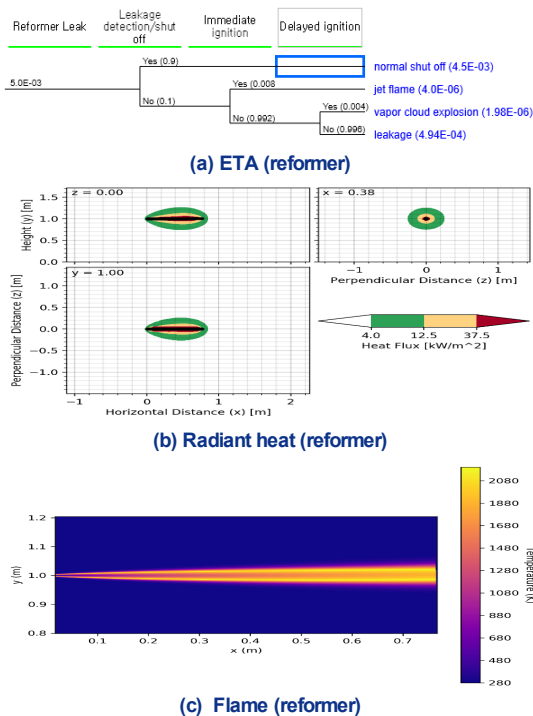 Reformer Leak
Leakage
detection/shut
off
Immediate
ignition
Delayed ignition
Yes (0.9)
normal shut off (4.5E-03)
5.0E-03
Yes (0.008)
jet flame (4.0E-06)
No (0.1)
Yes (0.004)
vapor cloud explosion (1.98E-06)
No (0.992)
No (0.996)
leakage (4.94E-04)
(a) ETA (reformer)
z = 0.00
x = 0.38
Height (y) [m]
1.5
1.0
0.5
0.0
−1
0
1
Perpendicular Distance (z) [m]
y = 1.00
Perpendicular Distance (z) [m]
1.0
0.5
0.0
−0.5
−1.0
−1
0
1
2
Horizontal Distance (x) [m]
4.0
12.5
37.5
Heat Flux [kW/m^2]
(b) Radiant heat (reformer)
1.2
1.1
1.0
0.9
0.8
y (m)
0.1
0.2
0.3
0.4
0.5
0.6
0.7
x (m)
2080
1880
1680
1480
1280
1080
880
680
480
280
Temperature (K)
(c) Flame (reformer)